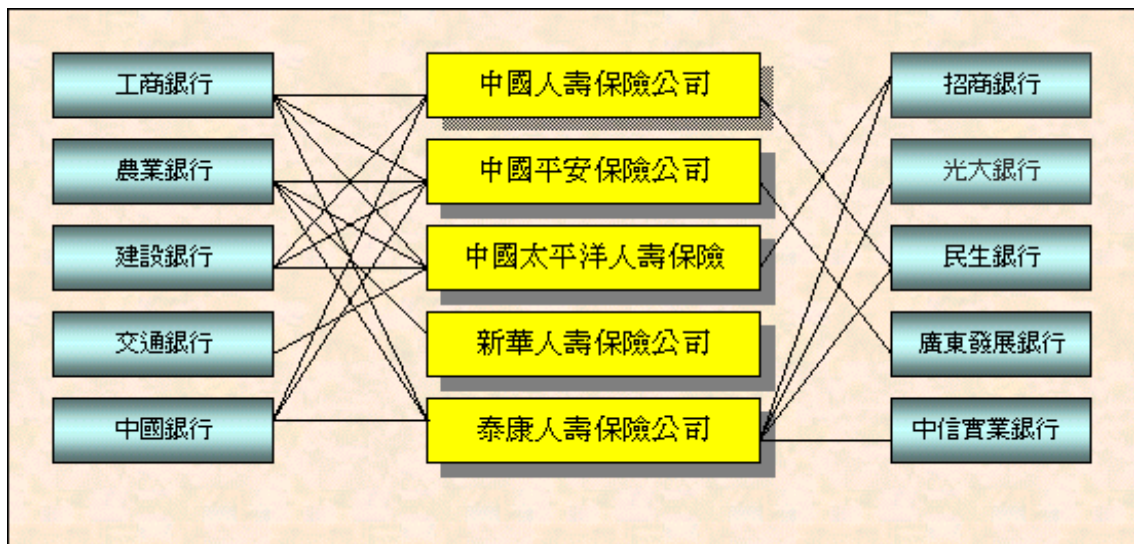 工商銀行
農業銀行
建設銀行
交通銀行
中國銀行
中國人壽保險公司
中國平安保險公司
中國太平洋人壽保險
新華人壽保險公司
泰康人壽保險公司
招商銀行
光大銀行
民生銀行
廣東發展銀行
中信實業銀行